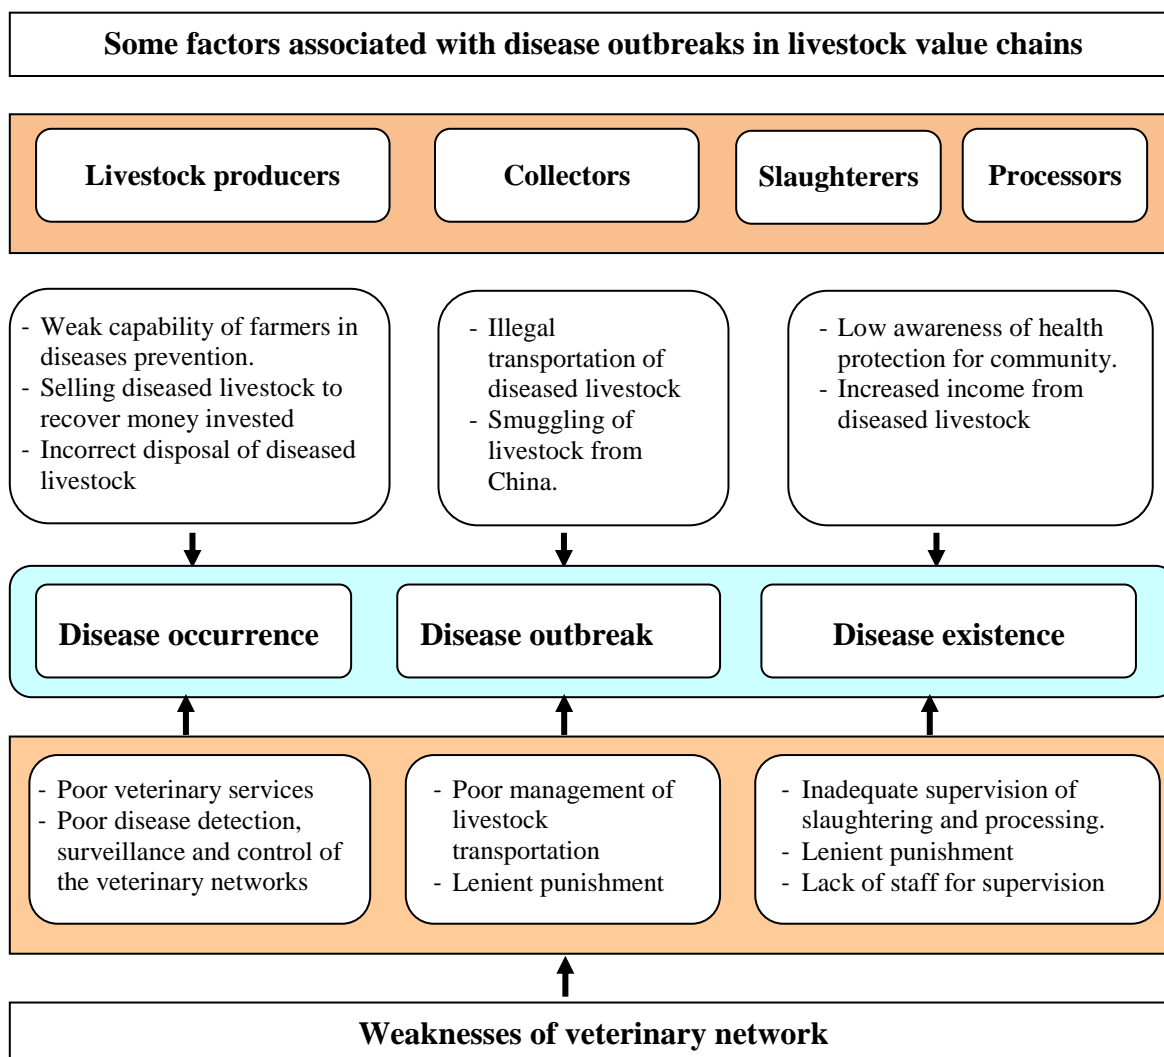 Some factors associated with disease outbreaks in livestock value chains
Livestock producers
Collectors
Slaughterers
Processors
- Weak capability of farmers in
diseases prevention.
- Selling diseased livestock to
recover money invested
- Incorrect disposal of diseased
livestock
- Illegal
transportation of
diseased livestock
- Smuggling of
livestock from
China.
- Low awareness of health
protection for community.
- Increased income from
diseased livestock
Disease occurrence
Disease outbreak
Disease existence
- Poor veterinary services
- Poor disease detection,
surveillance and control of
the veterinary networks
- Poor management of
livestock
transportation
- Lenient punishment
- Inadequate supervision of
slaughtering and processing.
- Lenient punishment
- Lack of staff for supervision
Weaknesses of veterinary network